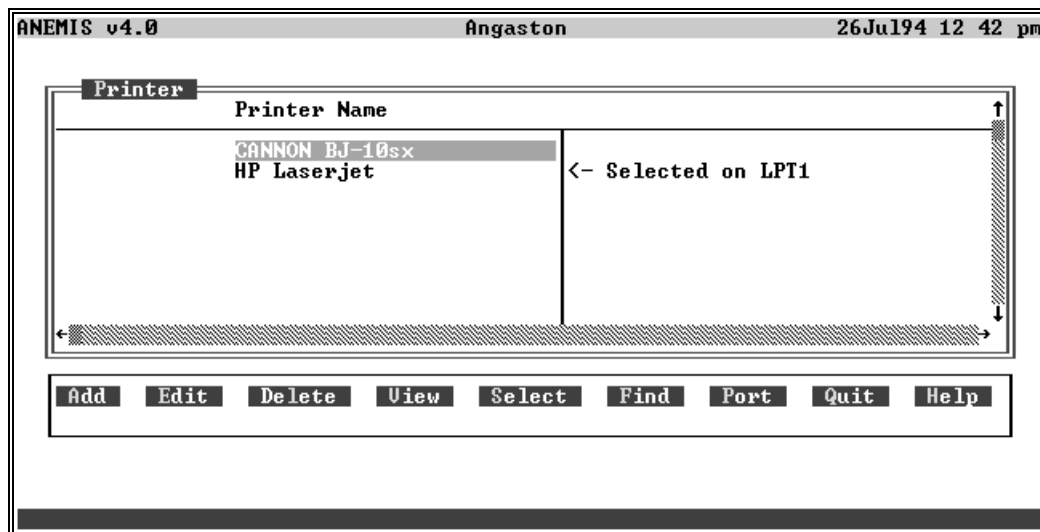 ANEMIS v4.0 Angaston 26Jul94 12 42 pm
Printer
Printer Name
CANNON BJ-10sx
HP Laserjet <- Selected on LPT1
Add Edit Delete View Select Find Port Quit Help